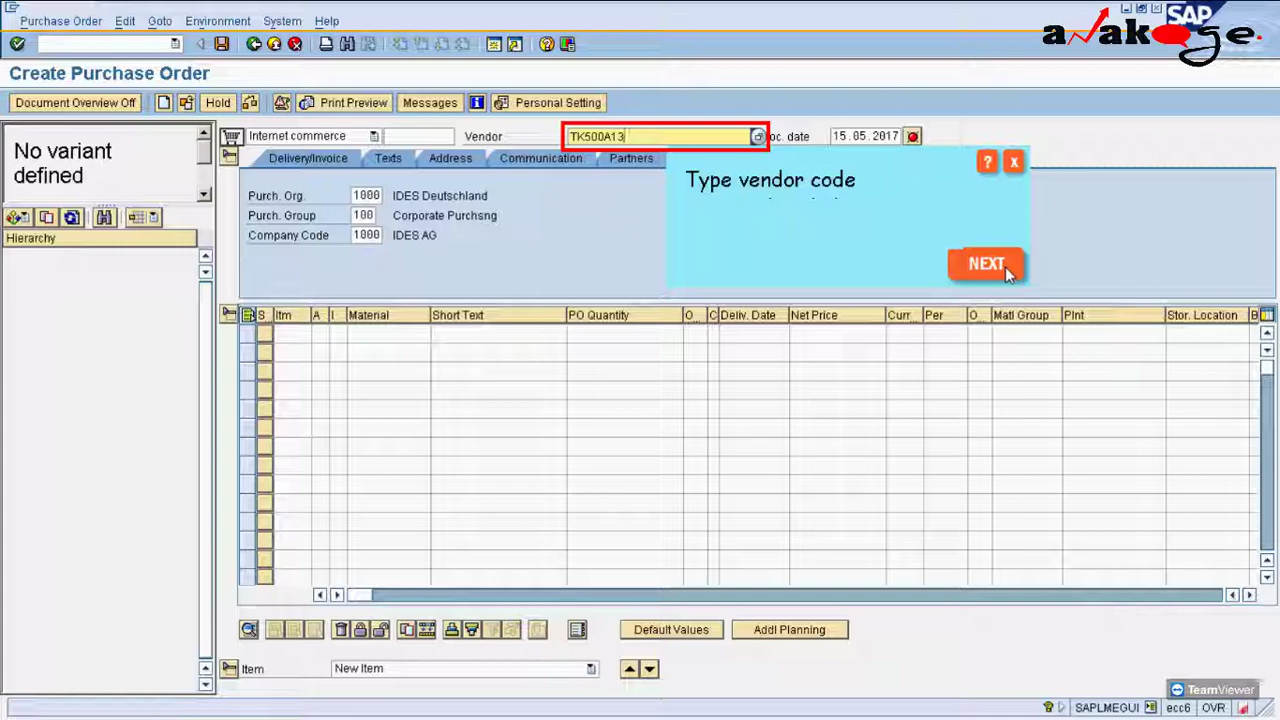 Purchase Order Edit Goto Environment System Help
SAP
aNakage.
Create Purchase Order
Document Overview Off Hold Print Preview Messages Personal Setting
No variant
defined
Internet commerce Vendor TK500A13 oc. date 15.05.2017
Delivery/Invoice Texts Address Communication Partners
? x
Type vendor code
Purch. Org. 1000 IDES Deutschland
Purch. Group 100 Corporate Purchsng
Company Code 1000 IDES AG
NEXT
Hierarchy
S.. Itm A I Material Short Text PO Quantity O... C Deliv. Date Net Price Curr... Per O... Matl Group Plnt Stor. Location B
Default Values Addl Planning
Item New Item
TeamViewer
SAPLMEGUI ecc6 OVR